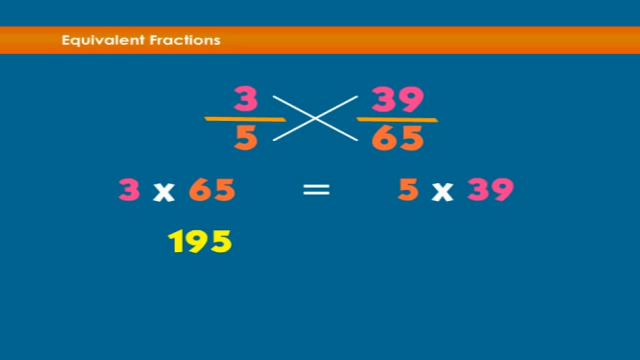 Equivalent Fractions
3 39
5 65
3 x 65 = 5 x 39
195